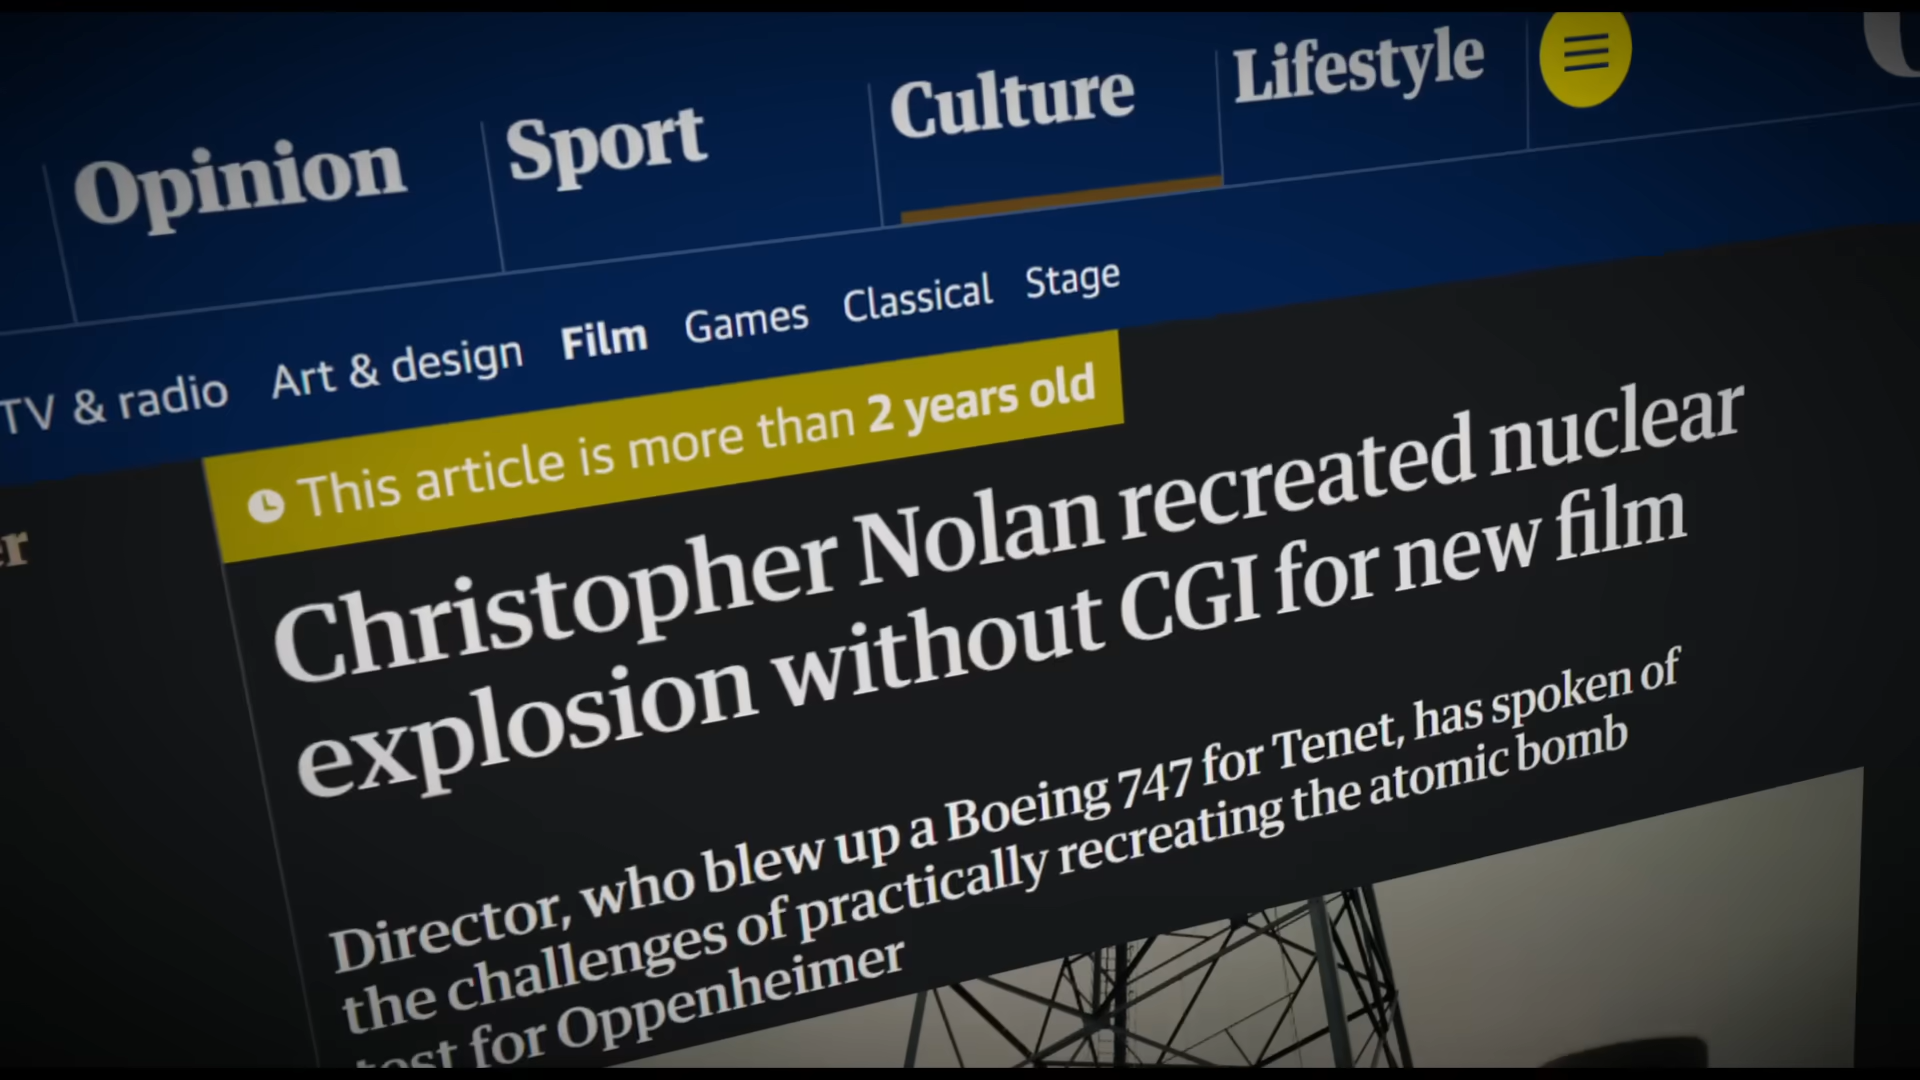 Opinion
Sport
Culture
Lifestyle
TV & radio
Art & design
Film
Games
Classical
Stage
This article is more than 2 years old
er
Christopher Nolan recreated nuclear
explosion without CGI for new film
Director, who blew up a Boeing 747 for Tenet, has spoken of
the challenges of practically recreating the atomic bomb
test for Oppenheimer